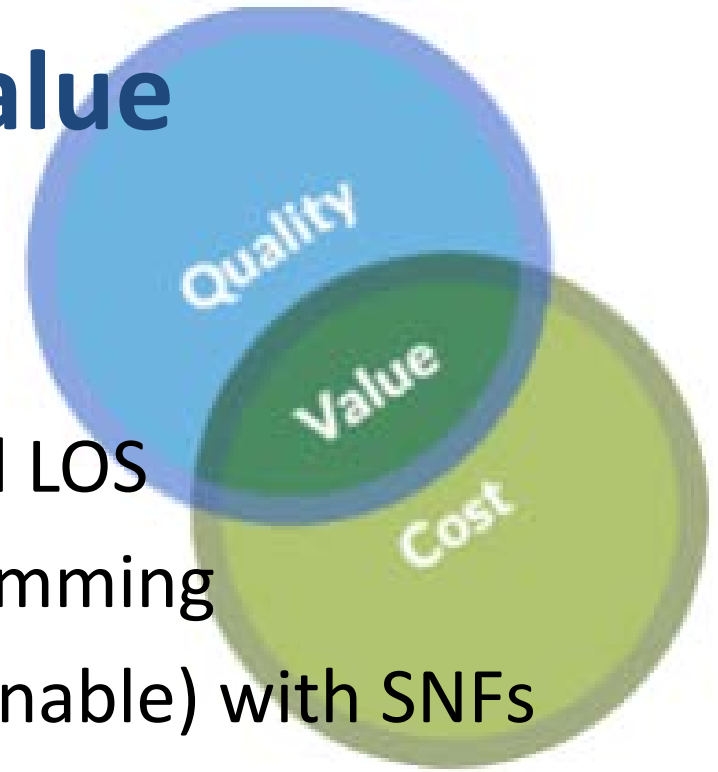 alue
Quality
Value
l LOS
Cost
mming
nable) with SNFs